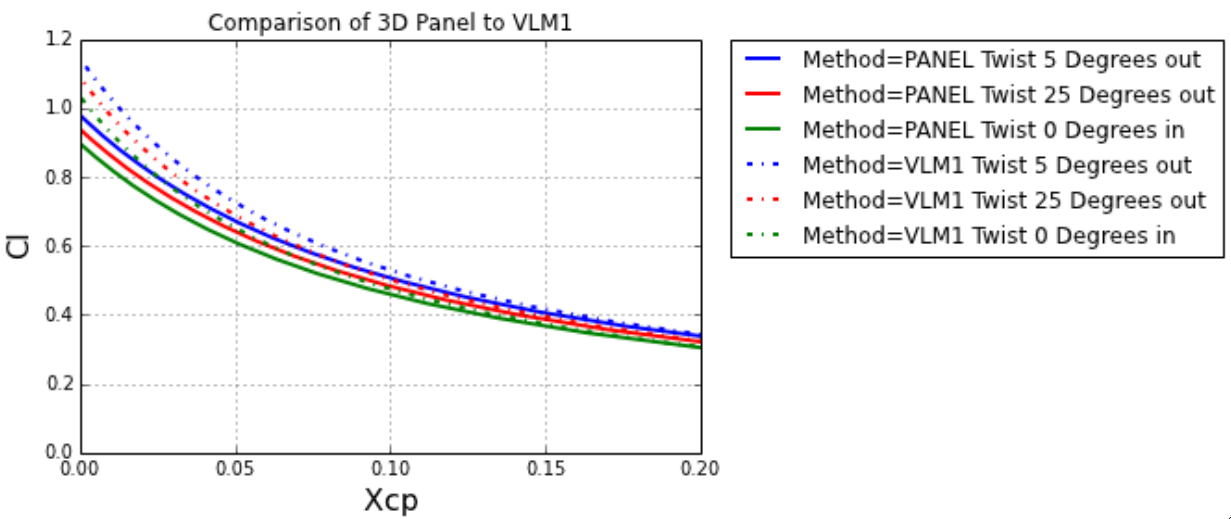 Comparison of 3D Panel to VLM1
1.2
1.0
0.8
0.6
0.4
0.2
0.0
Cl
0.00 0.05 0.10 0.15 0.20
Xcp
Method=PANEL Twist 5 Degrees out
Method=PANEL Twist 25 Degrees out
Method=PANEL Twist 0 Degrees in
Method=VLM1 Twist 5 Degrees out
Method=VLM1 Twist 25 Degrees out
Method=VLM1 Twist 0 Degrees in